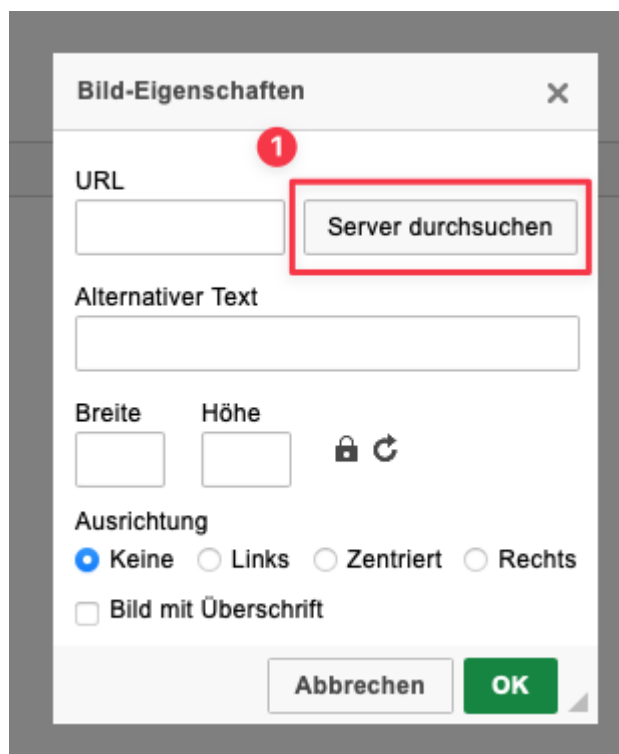 Bild-Eigenschaften
1
URL
Server durchsuchen
Alternativer Text
Breite Höhe
Ausrichtung
Keine Links Zentriert Rechts
Bild mit Überschrift
Abbrechen OK